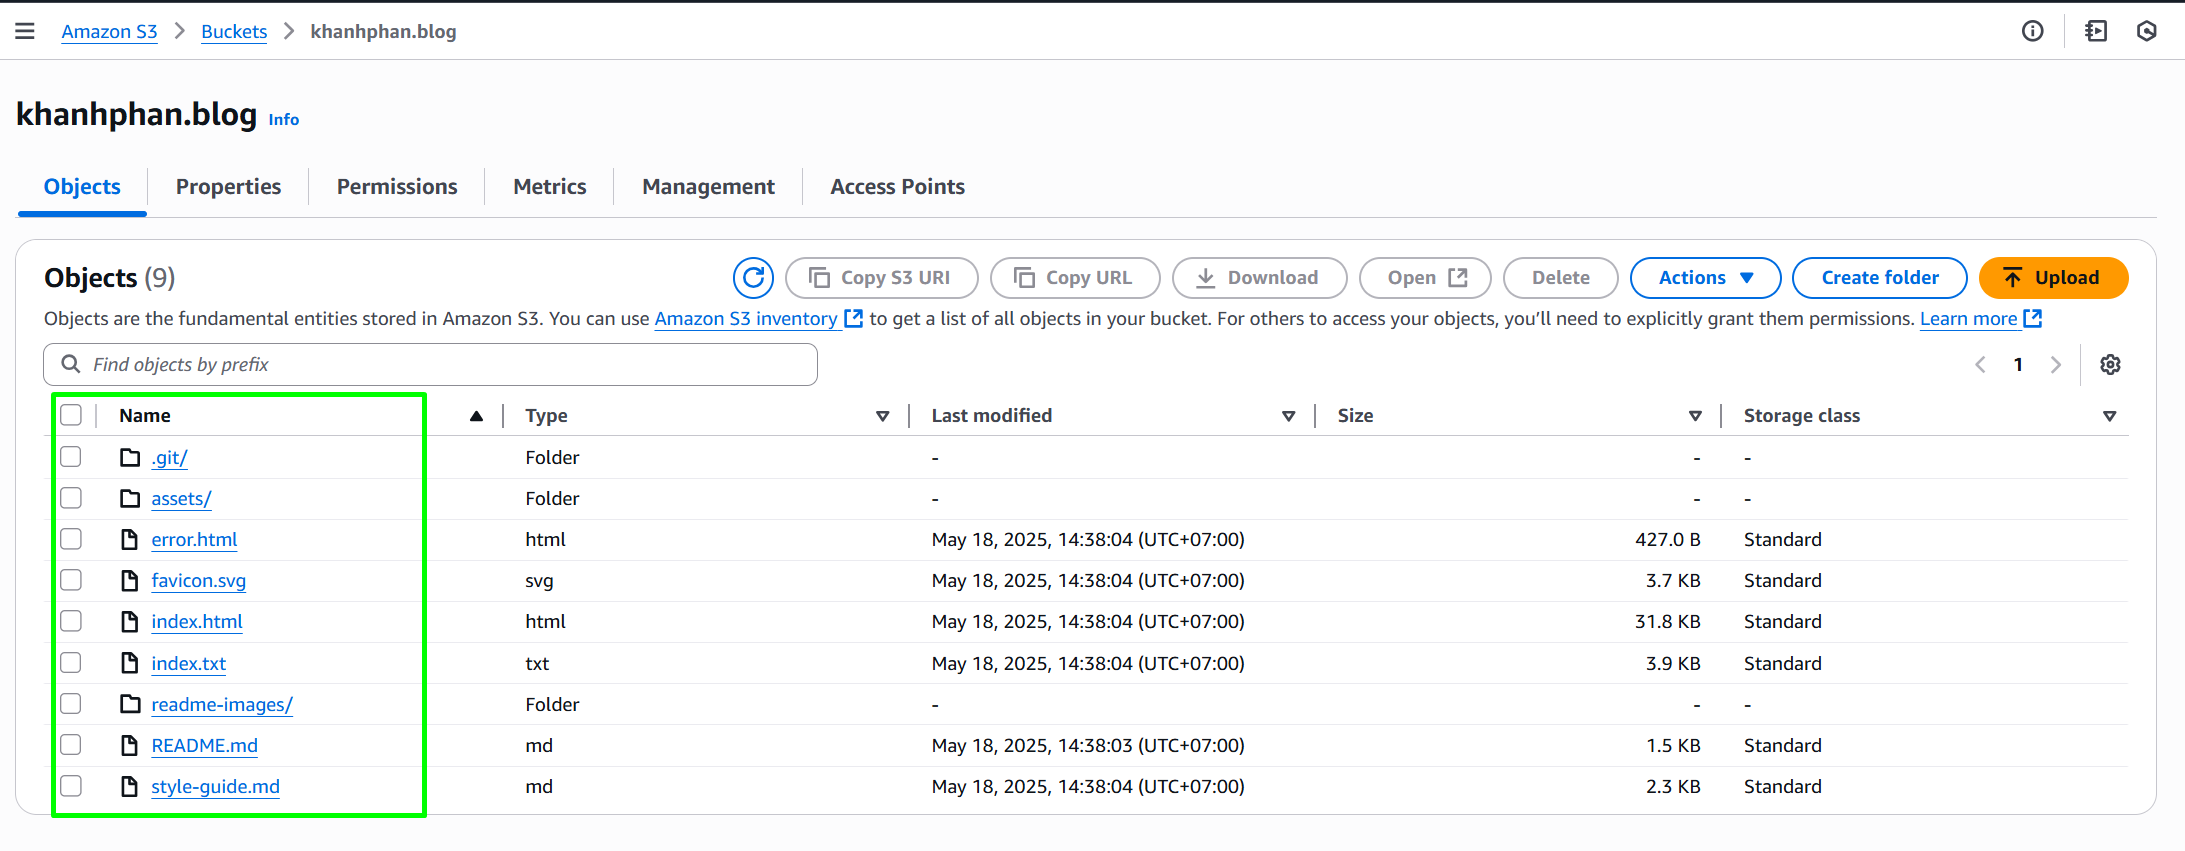 Amazon S3 > Buckets > khanhphan.blog
khanhphan.blog Info
Objects Properties Permissions Metrics Management Access Points
Objects (9) Copy S3 URI Copy URL Download Open Delete Actions Create folder Upload
Objects are the fundamental entities stored in Amazon S3. You can use Amazon S3 inventory to get a list of all objects in your bucket. For others to access your objects, you’ll need to explicitly grant them permissions. Learn more
Find objects by prefix < 1 >
Name Type Last modified Size Storage class
.git/ Folder - - -
assets/ Folder - - -
error.html html May 18, 2025, 14:38:04 (UTC+07:00) 427.0 B Standard
favicon.svg svg May 18, 2025, 14:38:04 (UTC+07:00) 3.7 KB Standard
index.html html May 18, 2025, 14:38:04 (UTC+07:00) 31.8 KB Standard
index.txt txt May 18, 2025, 14:38:04 (UTC+07:00) 3.9 KB Standard
readme-images/ Folder - - -
README.md md May 18, 2025, 14:38:03 (UTC+07:00) 1.5 KB Standard
style-guide.md md May 18, 2025, 14:38:04 (UTC+07:00) 2.3 KB Standard